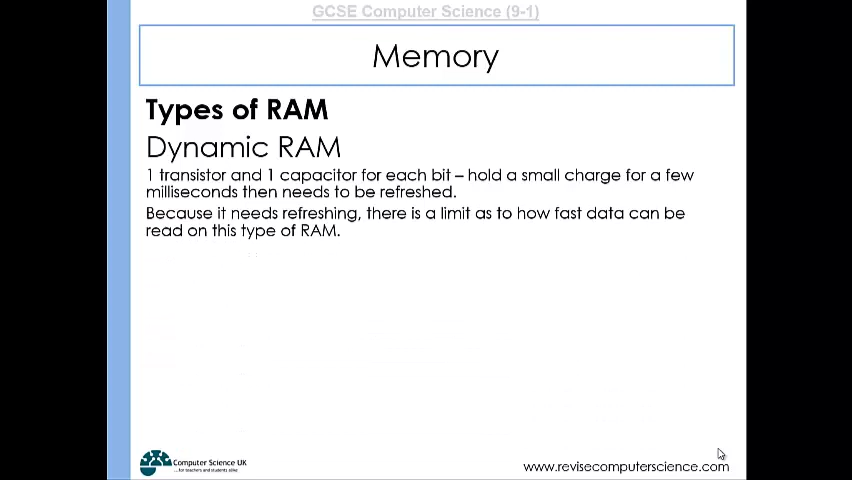 GCSE Computer Science (9-1)
Memory
Types of RAM
Dynamic RAM
1 transistor and 1 capacitor for each bit – hold a small charge for a few
milliseconds then needs to be refreshed.
Because it needs refreshing, there is a limit as to how fast data can be
read on this type of RAM.
Computer Science UK
...for teachers and students alike
www.revisecomputerscience.com